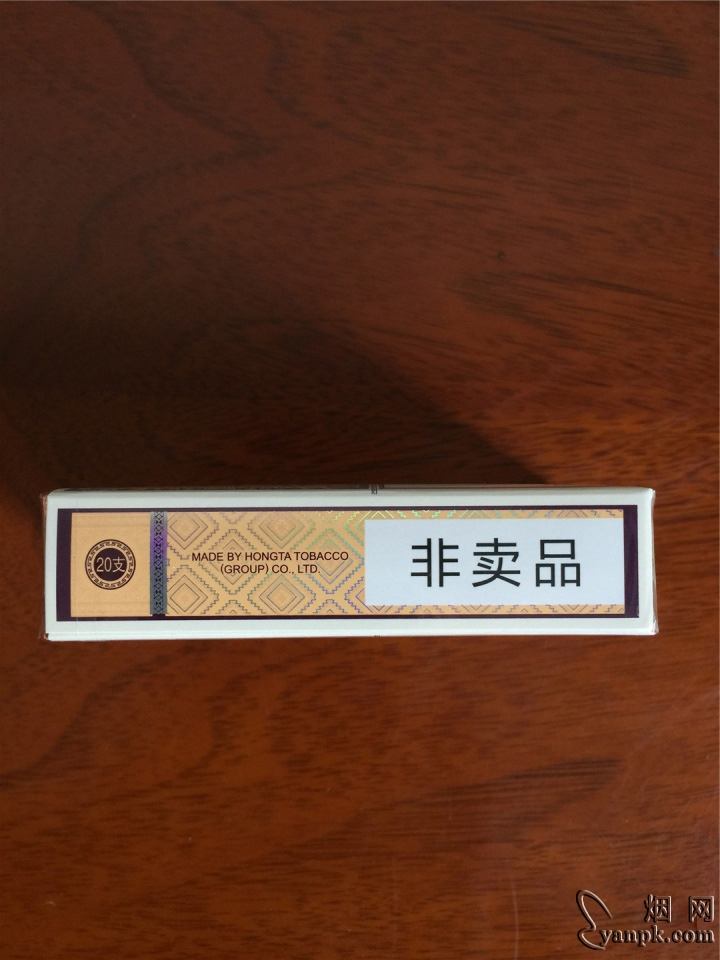 20支
MADE BY HONGTA TOBACCO
(GROUP) CO., LTD.
非卖品
烟网
yanpk.com